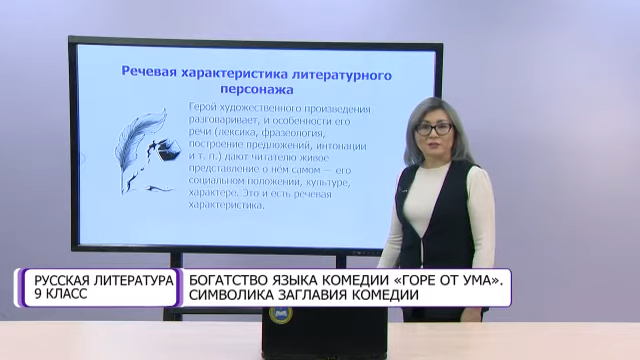 Речевая характеристика литературного
персонажа
Герой художественного произведения
разговаривает, и особенности его
речи (лексика, фразеология,
построение предложений, интонации
и т. п.) дают читателю живое
представление о нём самом — его
социальном положении, культуре,
характере. Это и есть речевая
характеристика.
РУССКАЯ ЛИТЕРАТУРА
9 КЛАСС
БОГАТСТВО ЯЗЫКА КОМЕДИИ «ГОРЕ ОТ УМА».
СИМВОЛИКА ЗАГЛАВИЯ КОМЕДИИ